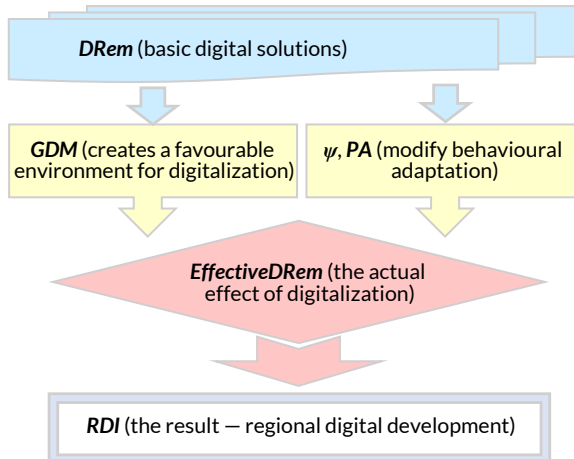 DRem (basic digital solutions)
GDM (creates a favourable
environment for digitalization)
ψ, PA (modify behavioural
adaptation)
EffectiveDRem (the actual
effect of digitalization)
RDI (the result — regional digital development)